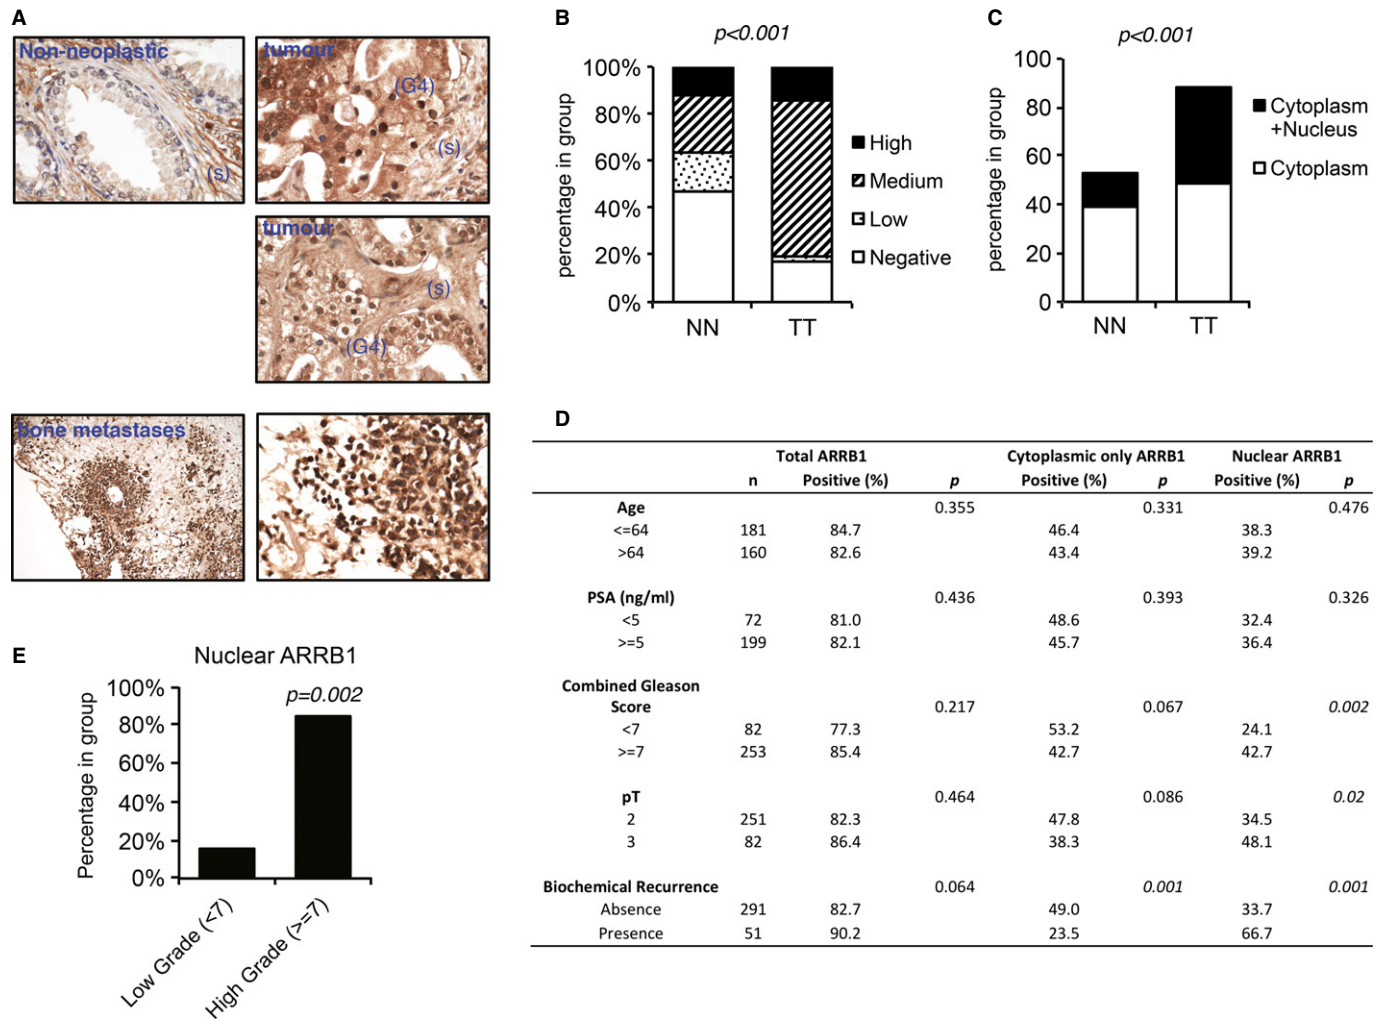 A
Non-neoplastic
(s)
tumour
(G4)
(s)
tumour
(s)
(G4)
bone metastases
B
p<0.001
percentage in group
100%
80%
60%
40%
20%
0%
NN TT
High
Medium
Low
Negative
C
p<0.001
percentage in group
100
80
60
40
20
0
NN TT
Cytoplasm
+Nucleus
Cytoplasm
D
Total ARRB1 Cytoplasmic only ARRB1 Nuclear ARRB1
n Positive (%) p Positive (%) p Positive (%) p
Age 0.355 0.331 0.476
<=64 181 84.7 46.4 38.3
>64 160 82.6 43.4 39.2
PSA (ng/ml) 0.436 0.393 0.326
<5 72 81.0 48.6 32.4
>=5 199 82.1 45.7 36.4
Combined Gleason
Score 0.217 0.067 0.002
<7 82 77.3 53.2 24.1
>=7 253 85.4 42.7 42.7
pT 0.464 0.086 0.02
2 251 82.3 47.8 34.5
3 82 86.4 38.3 48.1
Biochemical Recurrence 0.064 0.001 0.001
Absence 291 82.7 49.0 33.7
Presence 51 90.2 23.5 66.7
E
Nuclear ARRB1
p=0.002
Percentage in group
100%
80%
60%
40%
20%
0%
Low Grade (<7)
High Grade (>=7)